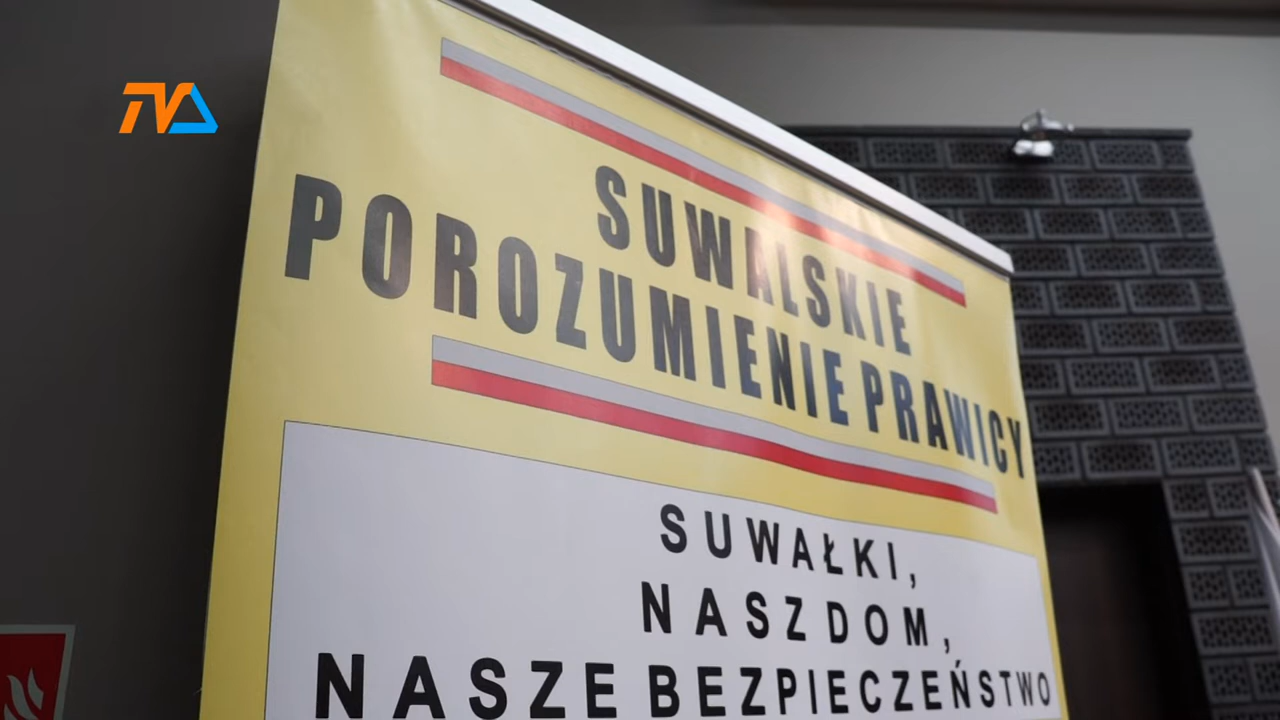 TVS
SUWALSKIE
POROZUMIENIE PRAWICY
SUWAŁKI,
NASZ DOM,
NASZE BEZPIECZEŃSTWO